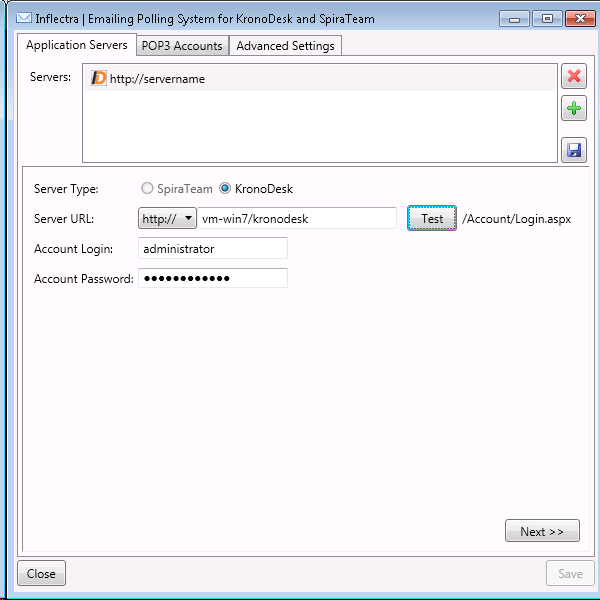 Inflectra | Emailing Polling System for KronoDesk and SpiraTeam
Application Servers POP3 Accounts Advanced Settings
Servers: http://servername
Server Type: SpiraTeam KronoDesk
Server URL: http:// vm-win7/kronodesk Test /Account/Login.aspx
Account Login: administrator
Account Password: ●●●●●●●●●●●●
Next >>
Close Save